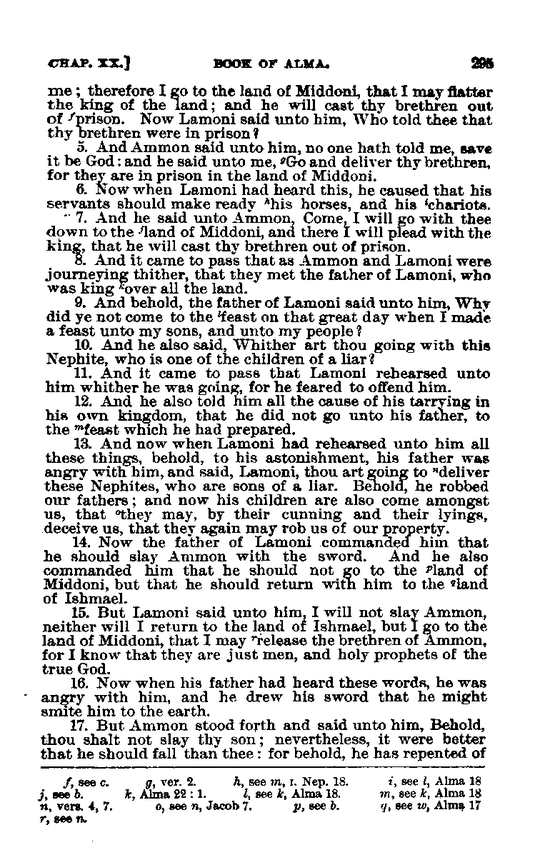 CHAP. XX.] BOOK OF ALMA. 295
me; therefore I go to the land of Middoni, that I may flatter
the king of the land; and he will cast thy brethren out
of ᶠprison. Now Lamoni said unto him, Who told thee that
thy brethren were in prison?
5. And Ammon said unto him, no one hath told me, save
it be God: and he said unto me, ᵍGo and deliver thy brethren,
for they are in prison in the land of Middoni.
6. Now when Lamoni had heard this, he caused that his
servants should make ready ʰhis horses, and his ⁱchariots.
7. And he said unto Ammon, Come, I will go with thee
down to the ʲland of Middoni, and there I will plead with the
king, that he will cast thy brethren out of prison.
8. And it came to pass that as Ammon and Lamoni were
journeying thither, that they met the father of Lamoni, who
was king ᵏover all the land.
9. And behold, the father of Lamoni said unto him, Why
did ye not come to the ˡfeast on that great day when I made
a feast unto my sons, and unto my people?
10. And he also said, Whither art thou going with this
Nephite, who is one of the children of a liar?
11. And it came to pass that Lamoni rehearsed unto
him whither he was going, for he feared to offend him.
12. And he also told him all the cause of his tarrying in
his own kingdom, that he did not go unto his father, to
the ᵐfeast which he had prepared.
13. And now when Lamoni had rehearsed unto him all
these things, behold, to his astonishment, his father was
angry with him, and said, Lamoni, thou art going to ⁿdeliver
these Nephites, who are sons of a liar. Behold, he robbed
our fathers; and now his children are also come amongst
us, that ᵒthey may, by their cunning and their lyings,
deceive us, that they again may rob us of our property.
14. Now the father of Lamoni commanded him that
he should slay Ammon with the sword. And he also
commanded him that he should not go to the ᵖland of
Middoni, but that he should return with him to the qland
of Ishmael.
15. But Lamoni said unto him, I will not slay Ammon,
neither will I return to the land of Ishmael, but I go to the
land of Middoni, that I may ʳrelease the brethren of Ammon,
for I know that they are just men, and holy prophets of the
true God.
16. Now when his father had heard these words, he was
angry with him, and he drew his sword that he might
smite him to the earth.
17. But Ammon stood forth and said unto him, Behold,
thou shalt not slay thy son; nevertheless, it were better
that he should fall than thee: for behold, he has repented of
f, see c. g, ver. 2. h, see m, I. Nep. 18. i, see l, Alma 18
j, see b. k, Alma 22 : 1. l, see k, Alma 18. m, see k, Alma 18
n, vers. 4, 7. o, see n, Jacob 7. p, see b. q, see w, Alma 17
r, see n.